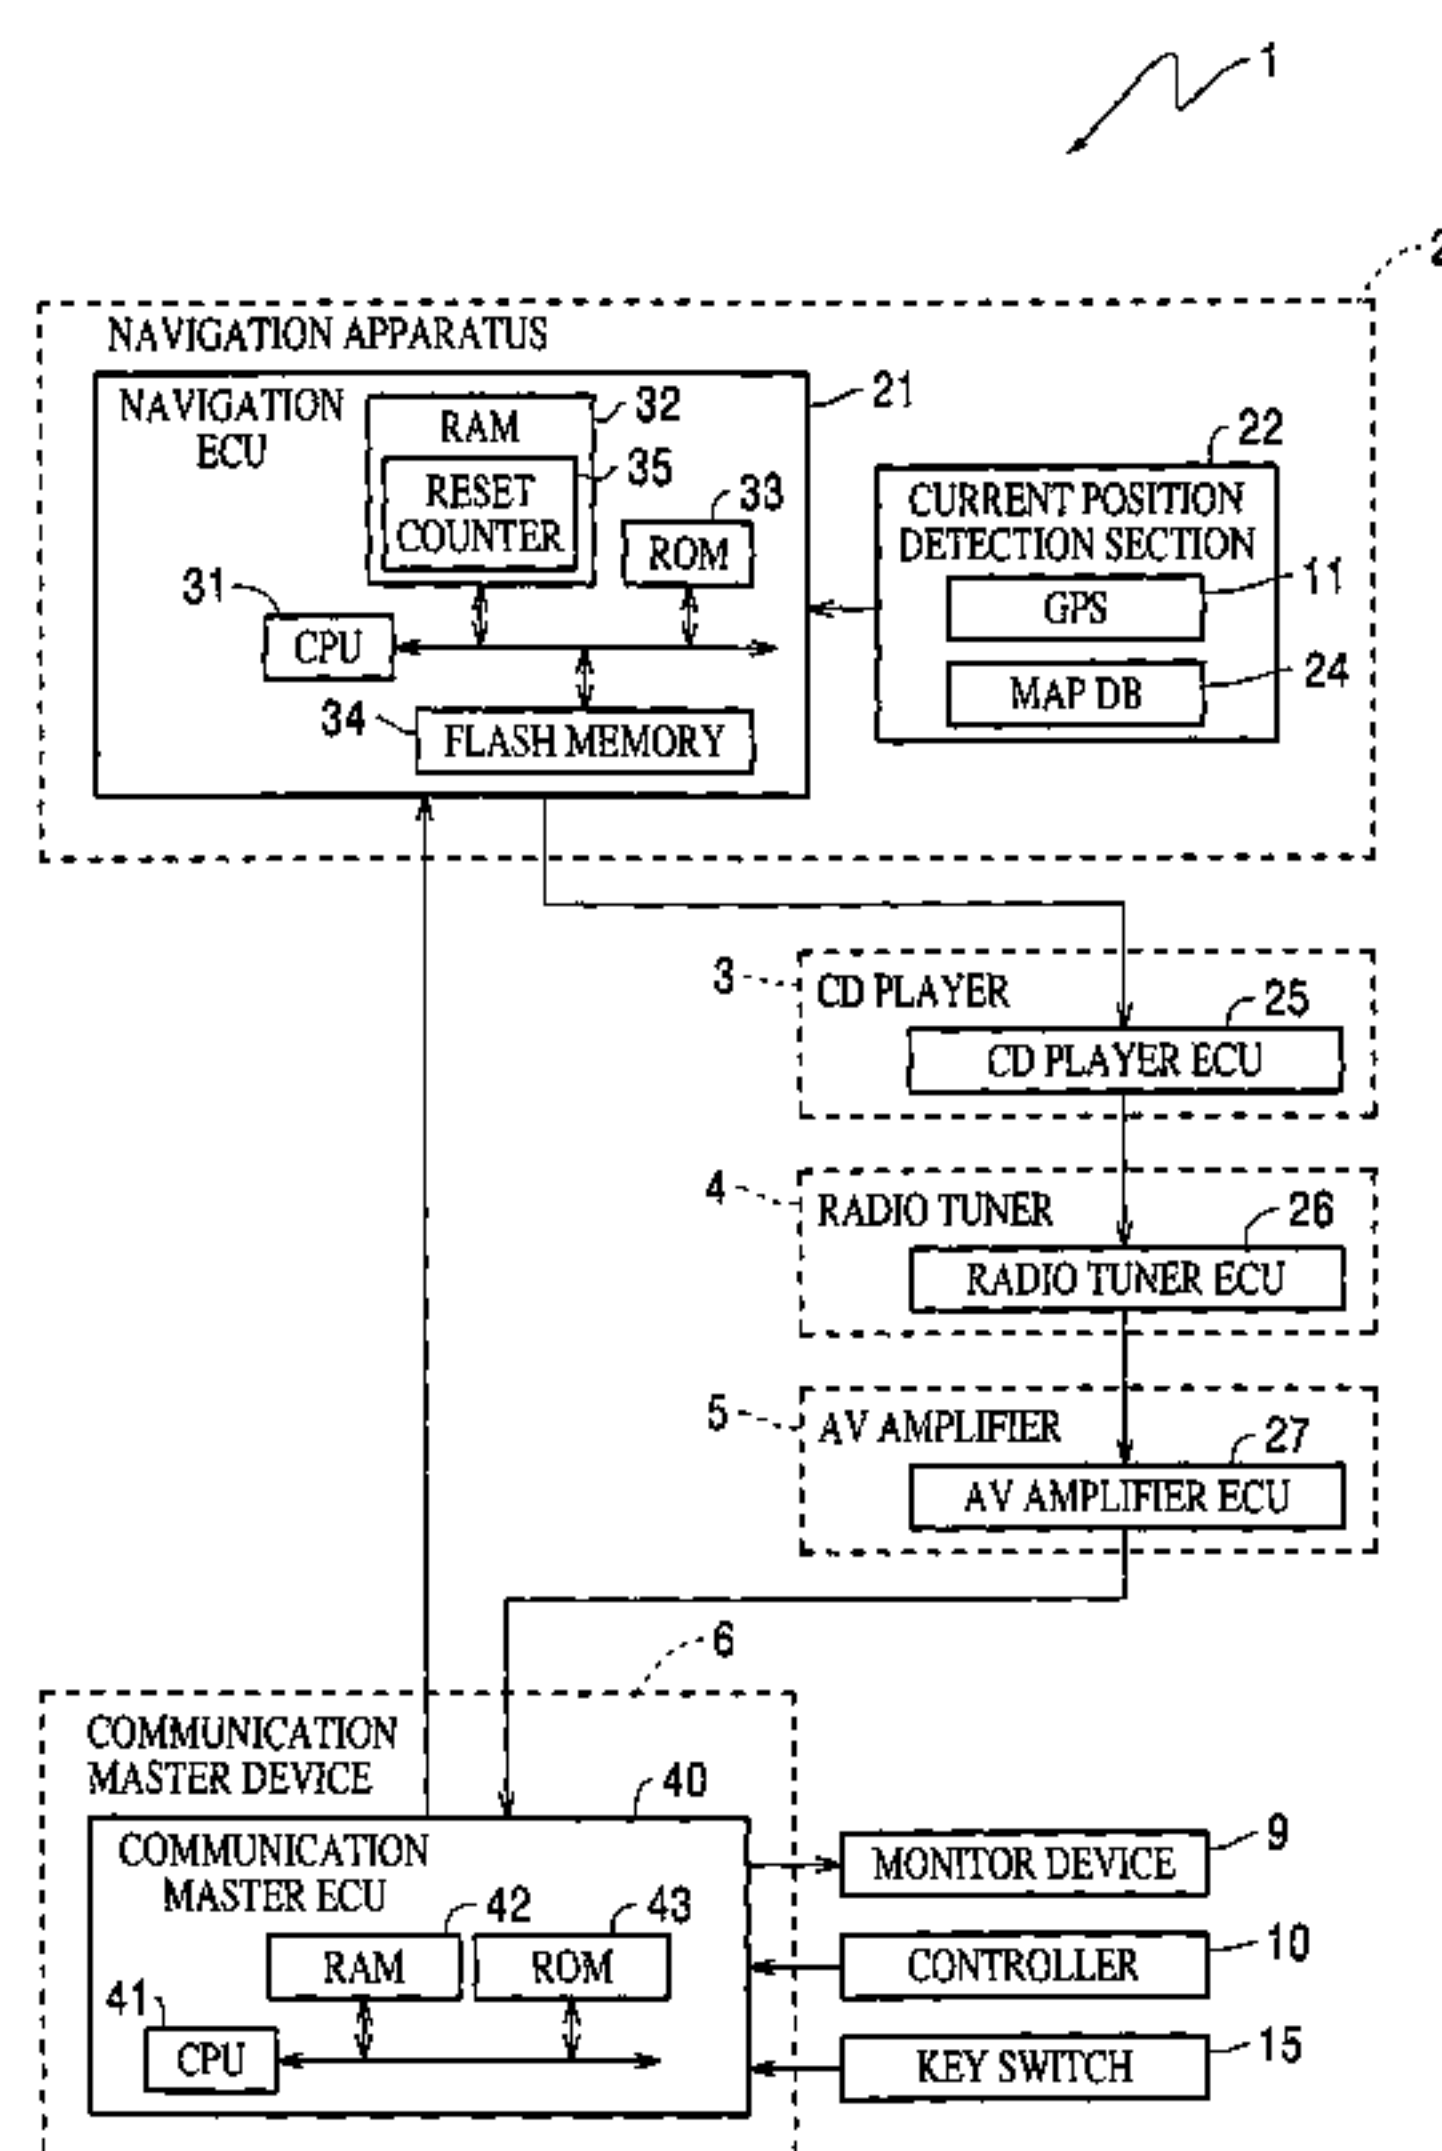 1
2
NAVIGATION APPARATUS
NAVIGATION
ECU
RAM
32
RESET
COUNTER
35
ROM
33
21
CPU
31
FLASH MEMORY
34
22
CURRENT POSITION
DETECTION SECTION
GPS
11
MAP DB
24
3
CD PLAYER
25
CD PLAYER ECU
4
RADIO TUNER
26
RADIO TUNER ECU
5
AV AMPLIFIER
27
AV AMPLIFIER ECU
6
COMMUNICATION
MASTER DEVICE
40
COMMUNICATION
MASTER ECU
42
RAM
43
ROM
41
CPU
MONITOR DEVICE
9
CONTROLLER
10
KEY SWITCH
15